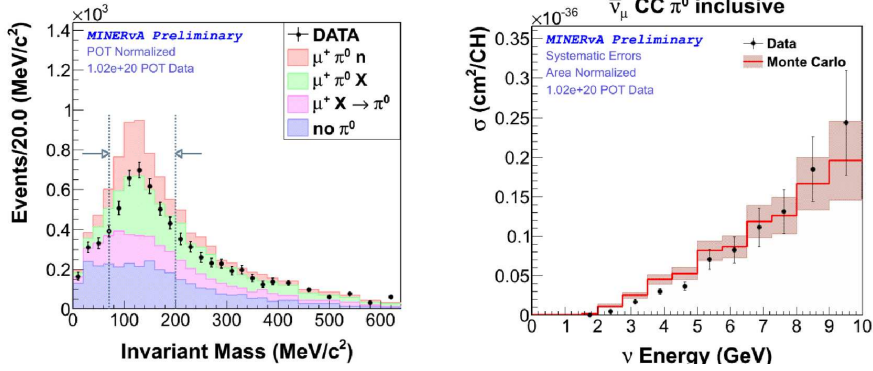 ×10³
MINERνA Preliminary
POT Normalized
1.02e+20 POT Data
DATA
μ⁺ π⁰ n
μ⁺ π⁰ X
μ⁺ X → π⁰
no π⁰
Events/20.0 (MeV/c²)
1.4
1.2
1
0.8
0.6
0.4
0.2
0
0 100 200 300 400 500 600
Invariant Mass (MeV/c²)
ν̄μ CC π⁰ inclusive
×10⁻³⁶
MINERνA Preliminary
Systematic Errors
Area Normalized
1.02e+20 POT Data
Data
Monte Carlo
σ (cm²/CH)
0.35
0.3
0.25
0.2
0.15
0.1
0.05
0
0 1 2 3 4 5 6 7 8 9 10
ν Energy (GeV)